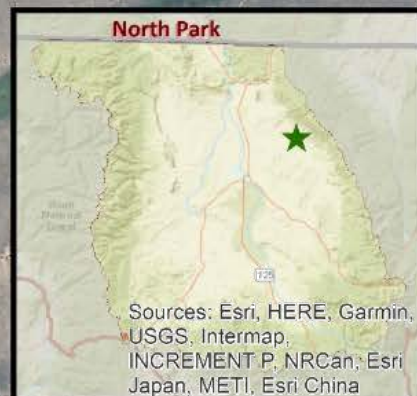 North Park
125
Sources: Esri, HERE, Garmin,
USGS, Intermap,
INCREMENT P, NRCan, Esri
Japan, METI, Esri China